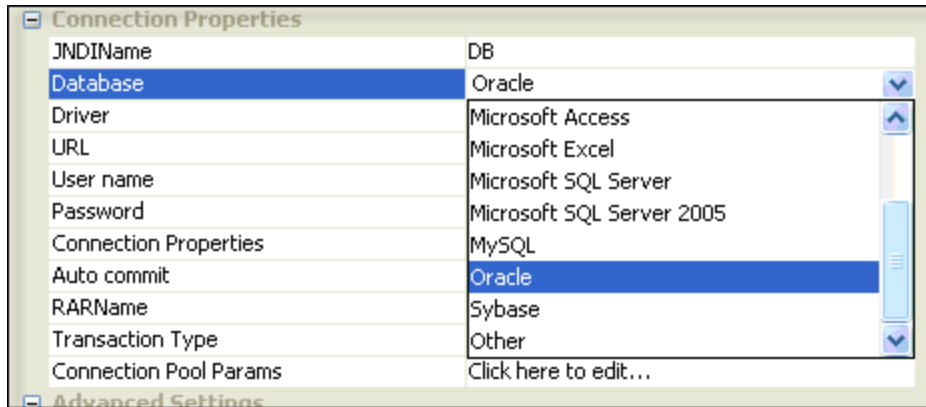 Connection Properties
JNDIName DB
Database Oracle
Driver Microsoft Access
URL Microsoft Excel
User name Microsoft SQL Server
Password Microsoft SQL Server 2005
Connection Properties MySQL
Auto commit Oracle
RARName Sybase
Transaction Type Other
Connection Pool Params Click here to edit...
Advanced Settings